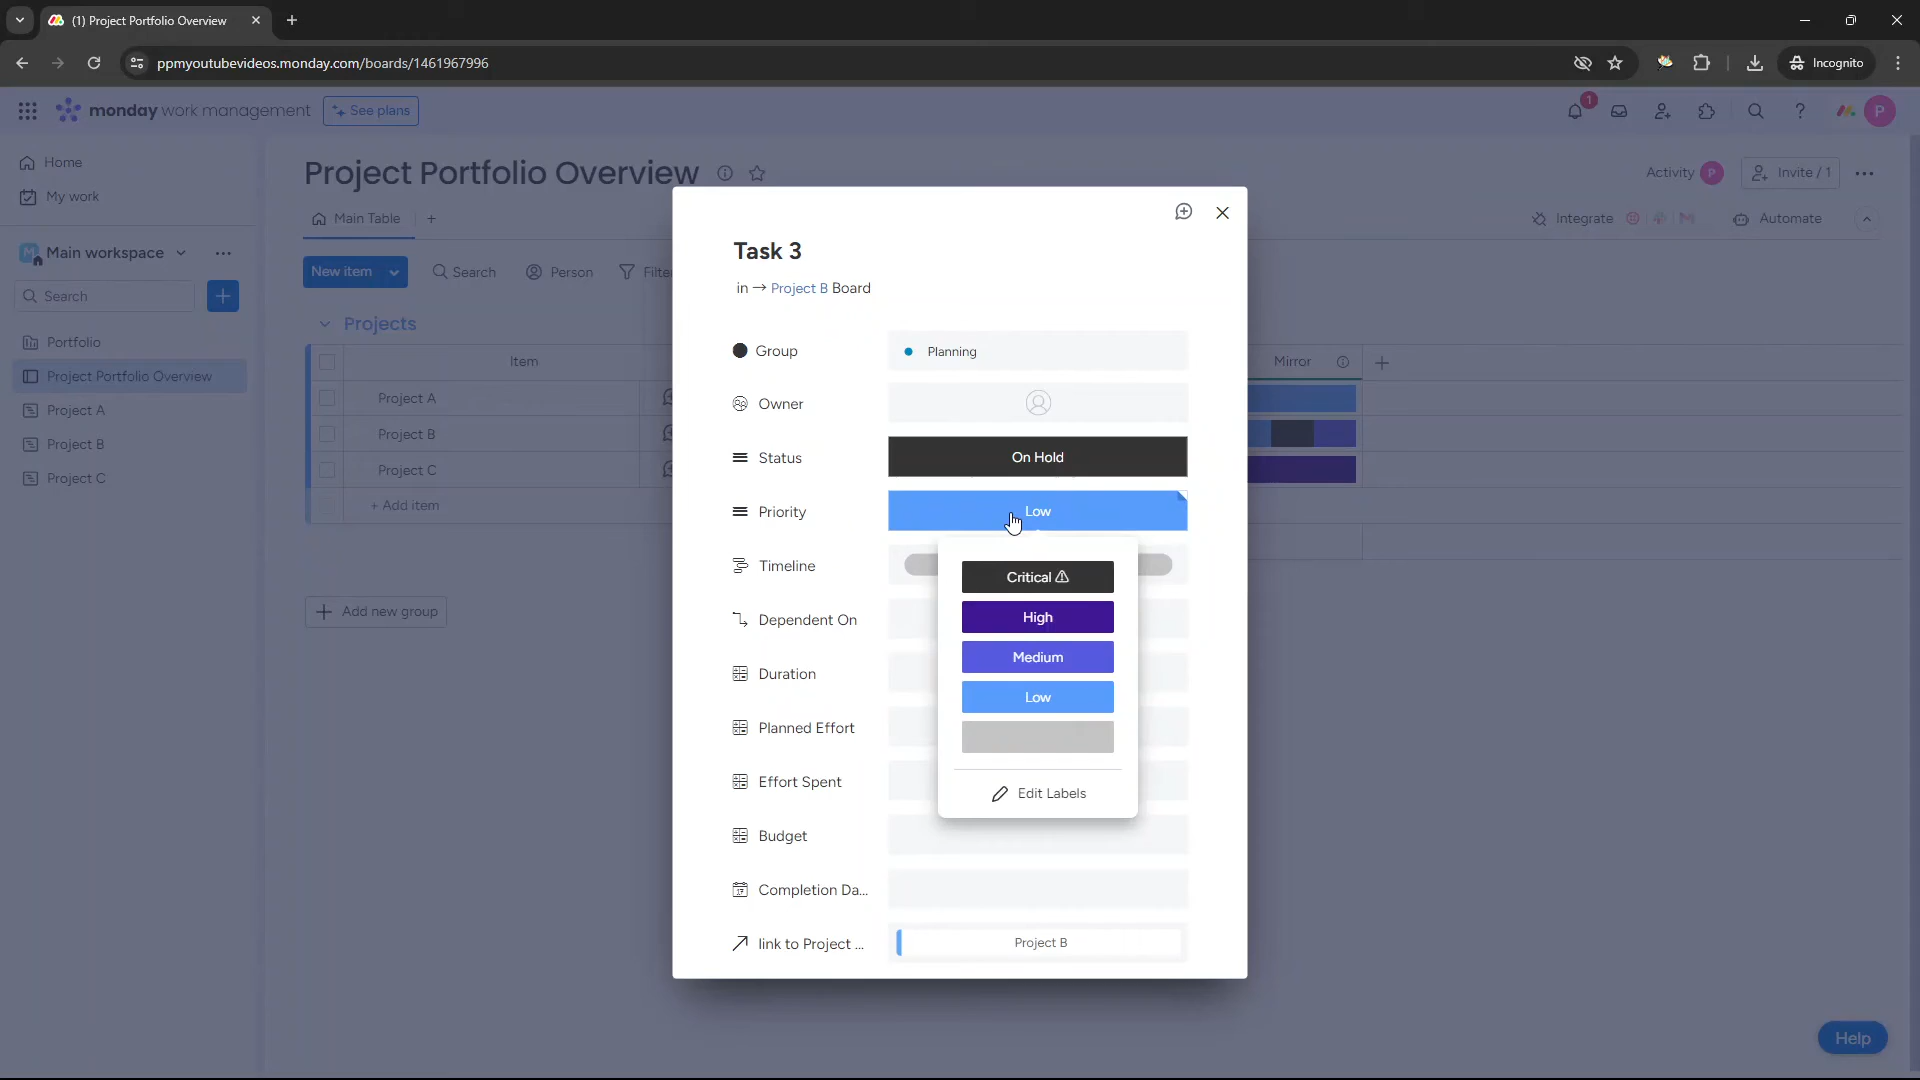 (1) Project Portfolio Overview
ppmyoutubevideos.monday.com/boards/1461967996
Incognito
monday work management
See plans
1
P
Home
My work
Project Portfolio Overview
Activity P
Invite / 1
Main Table
Integrate
Automate
M Main workspace
New item
Search
Person
Filte
Search
Projects
Portfolio
Project Portfolio Overview
Project A
Project B
Project C
Item
Mirror
Project A
Project B
Project C
+ Add item
Add new group
Task 3
in → Project B Board
Group
Planning
Owner
Status
On Hold
Priority
Low
Timeline
Critical ⚠
High
Medium
Low
Edit Labels
Dependent On
Duration
Planned Effort
Effort Spent
Budget
Completion Da...
link to Project ...
Project B
Help